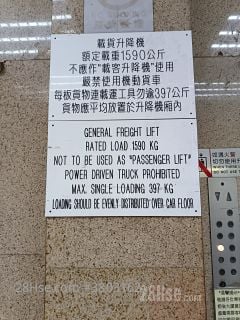 載貨升降機
額定載重1590公斤
不應作"載客升降機"使用
嚴禁使用機動貨車
每板貨物連載運工具勿逾397公斤
貨物應平均放置於升降機廂內
GENERAL FREIGHT LIFT
RATED LOAD 1590 KG
NOT TO BE USED AS "PASSENGER LIFT"
POWER DRIVEN TRUCK PROHIBITED
MAX. SINGLE LOADING 397 KG
LOADING SHOULD BE EVENLY DISTRIBUTED OVER CAR FLOOR
28Hse.com